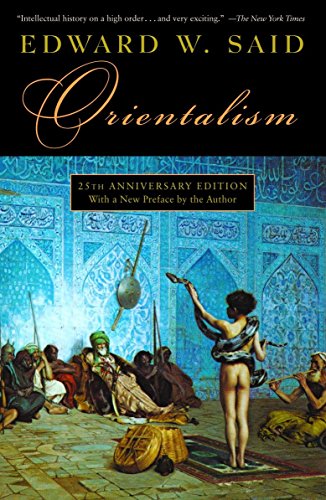 “Intellectual history on a high order . . . and very exciting.” —The New York Times
EDWARD W. SAID
Orientalism
25TH ANNIVERSARY EDITION
With a New Preface by the Author